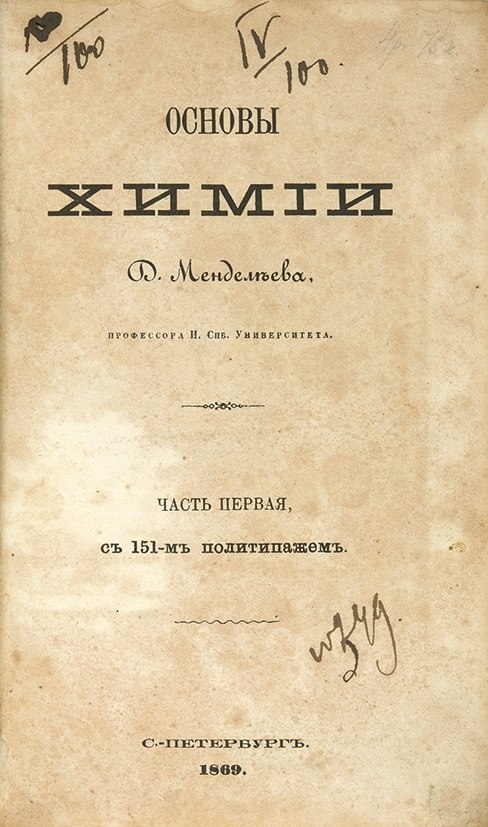 IV
100
100.
ОСНОВЫ
ХИМІИ
Д. Менделѣева,
ПРОФЕССОРА И. СПБ. УНИВЕРСИТЕТА.
ЧАСТЬ ПЕРВАЯ,
съ 151-мъ политипажемъ.
С.-ПЕТЕРБУРГЪ.
1869.